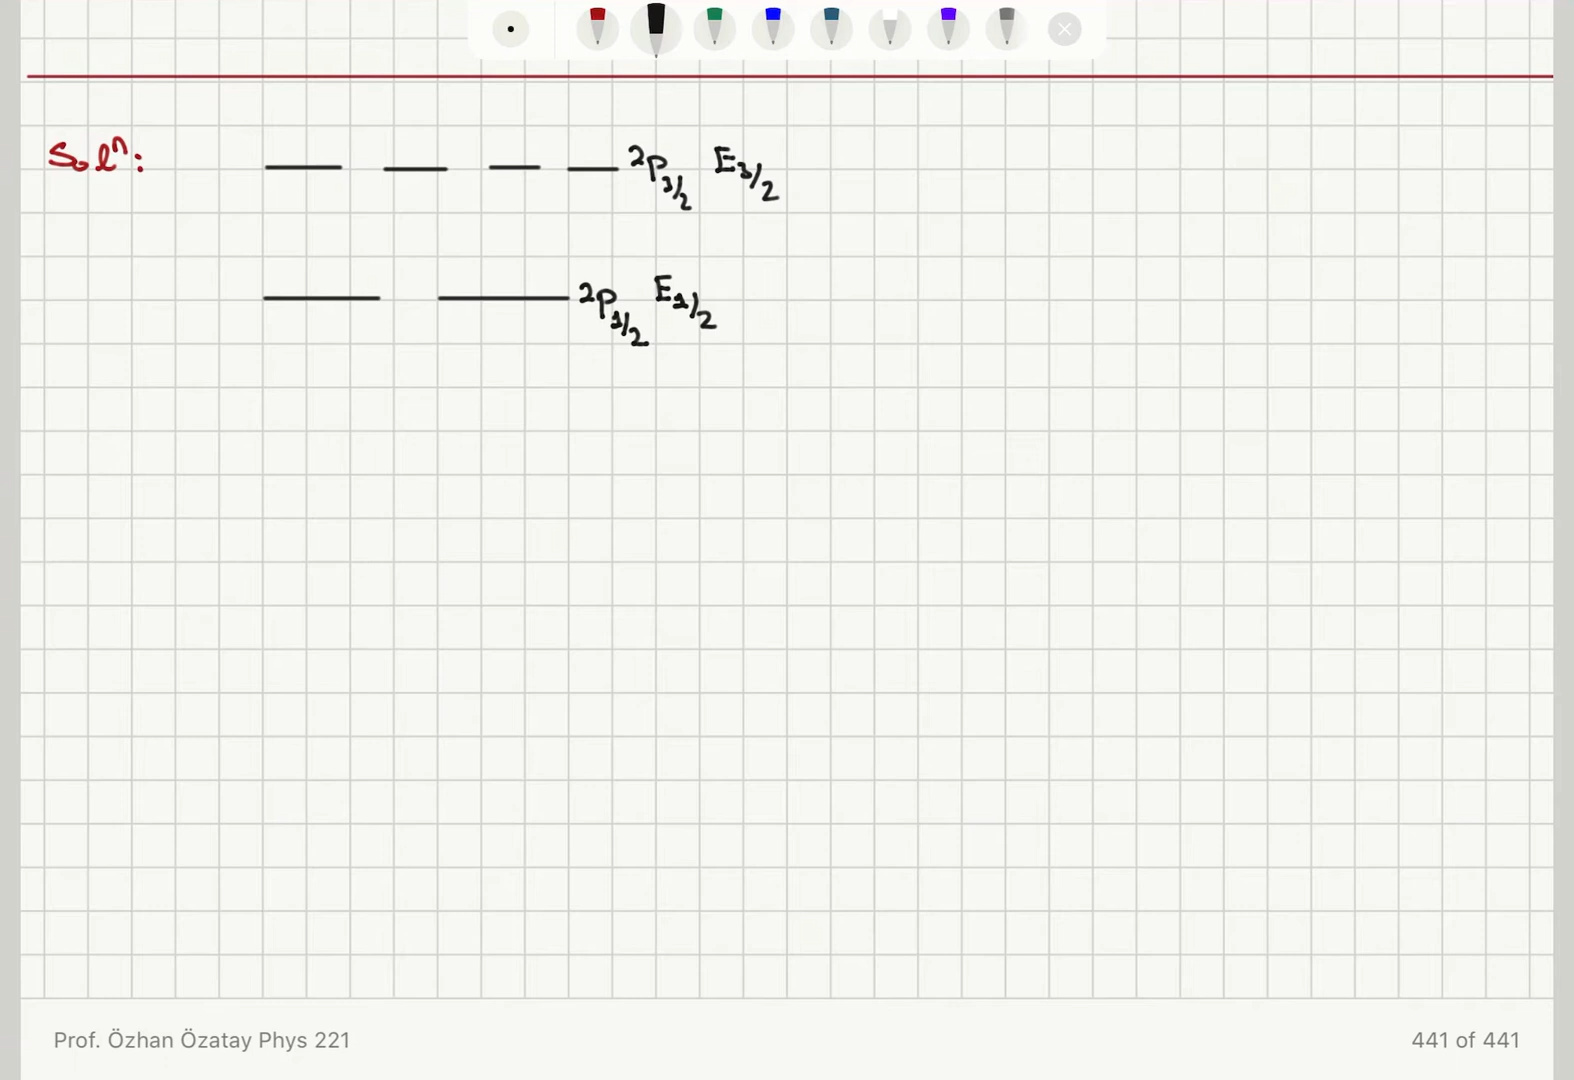 Solⁿ: 2P3/2 E3/2
2P1/2 E1/2
Prof. Özhan Özatay Phys 221
441 of 441